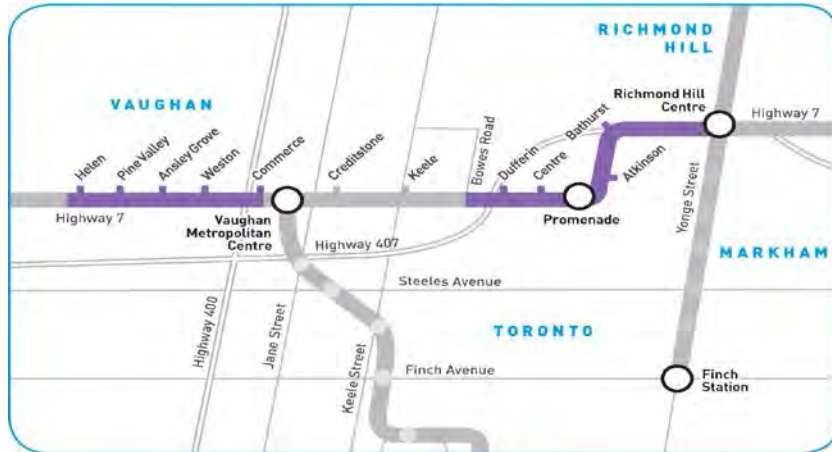 RICHMOND
HILL
VAUGHAN
Richmond Hill
Centre
Highway 7
Helen
Pine Valley
Ansley Grove
Weston
Commerce
Creditstone
Keele
Bowes Road
Dufferin
Centre
Bathurst
Atkinson
Highway 7
Vaughan
Metropolitan
Centre
Promenade
Yonge Street
Highway 407
MARKHAM
Steeles Avenue
Highway 400
Jane Street
Keele Street
TORONTO
Finch Avenue
Finch
Station